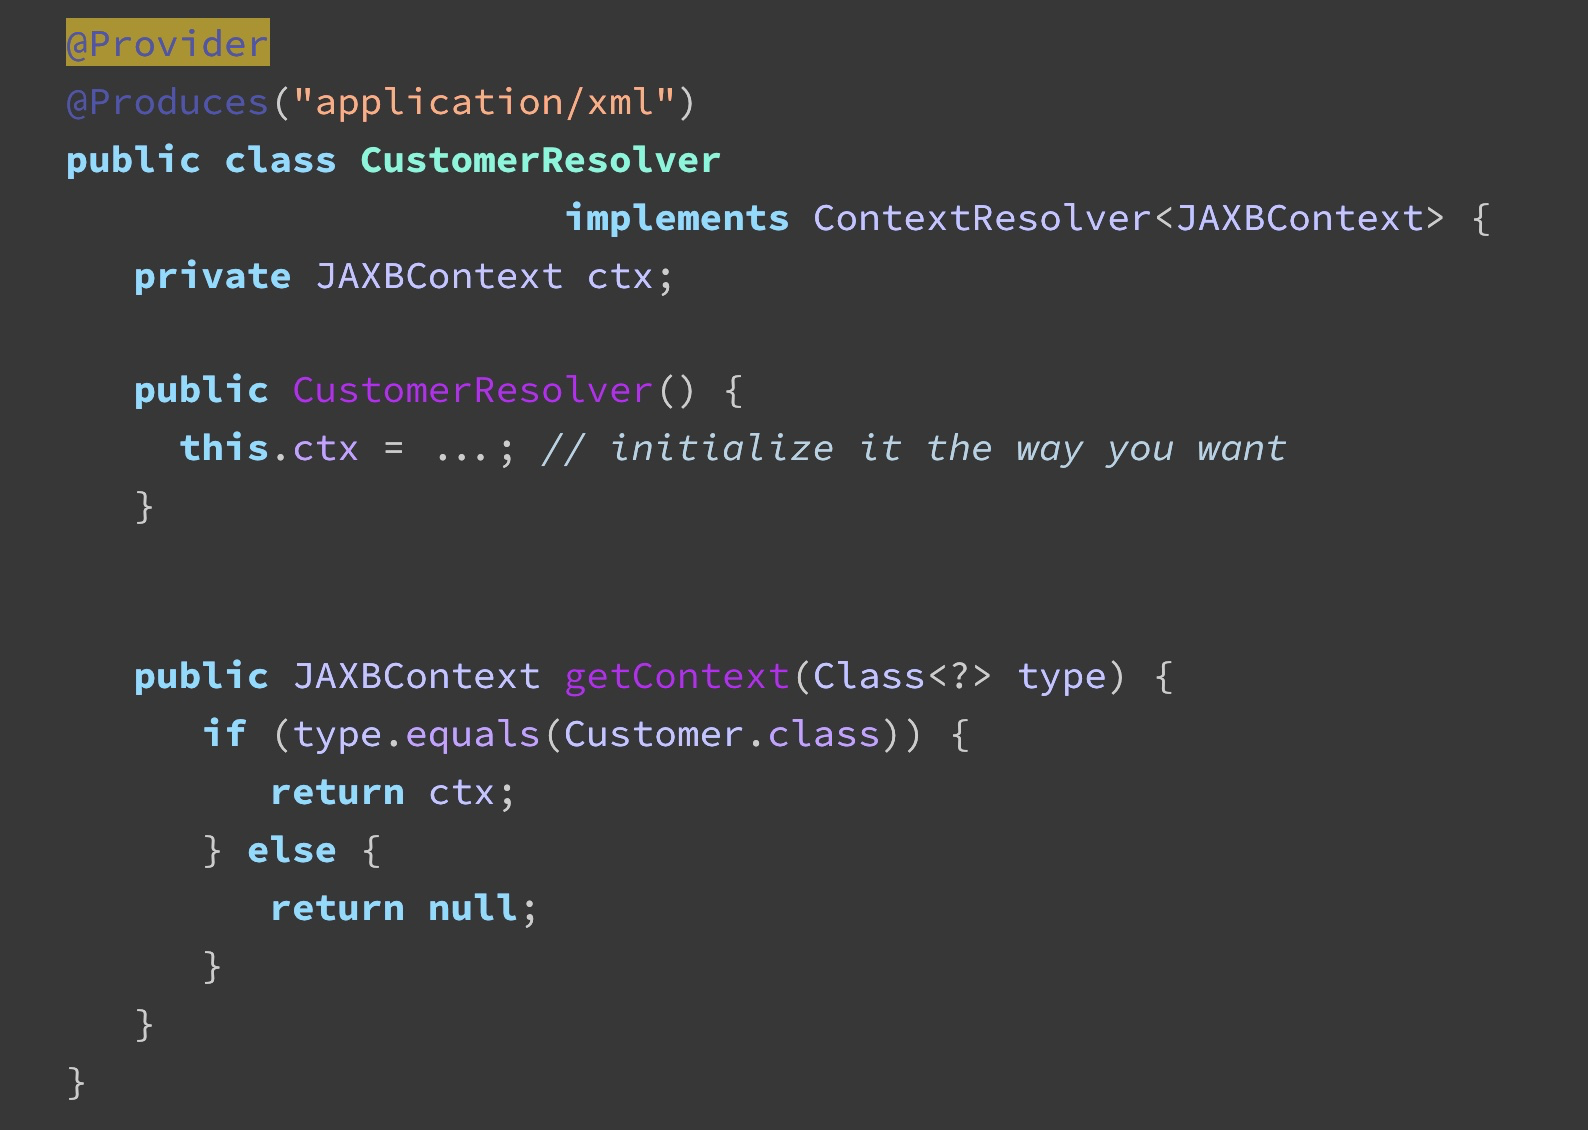 @Provider
@Produces("application/xml")
public class CustomerResolver
                      implements ContextResolver<JAXBContext> {
   private JAXBContext ctx;

   public CustomerResolver() {
     this.ctx = ...; // initialize it the way you want
   }


   public JAXBContext getContext(Class<?> type) {
      if (type.equals(Customer.class)) {
         return ctx;
      } else {
         return null;
      }
   }
}